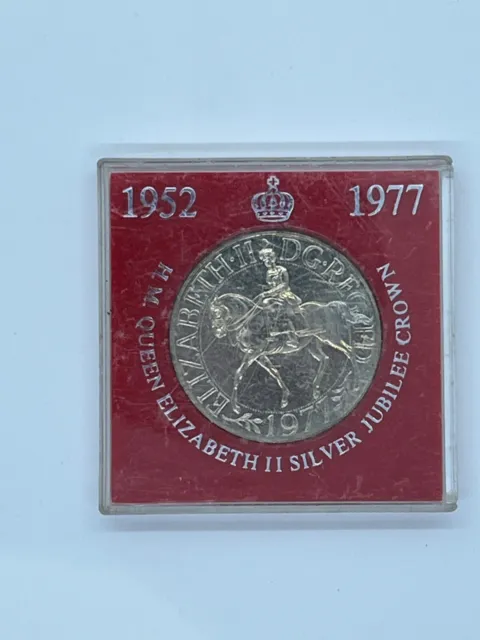 1952 1977
H.M. QUEEN ELIZABETH II SILVER JUBILEE CROWN
ELIZABETH·II DG·REG FD
1977